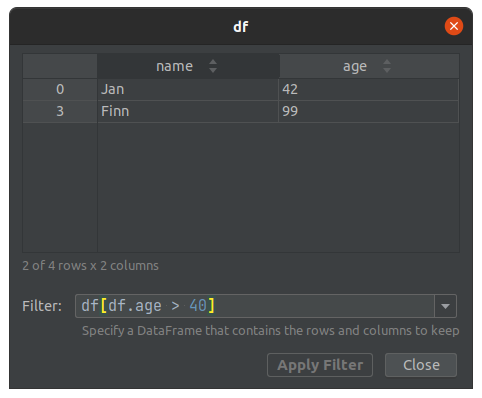 df
name age
0 Jan 42
3 Finn 99
2 of 4 rows x 2 columns
Filter: df[df.age > 40]
Specify a DataFrame that contains the rows and columns to keep
Apply Filter Close